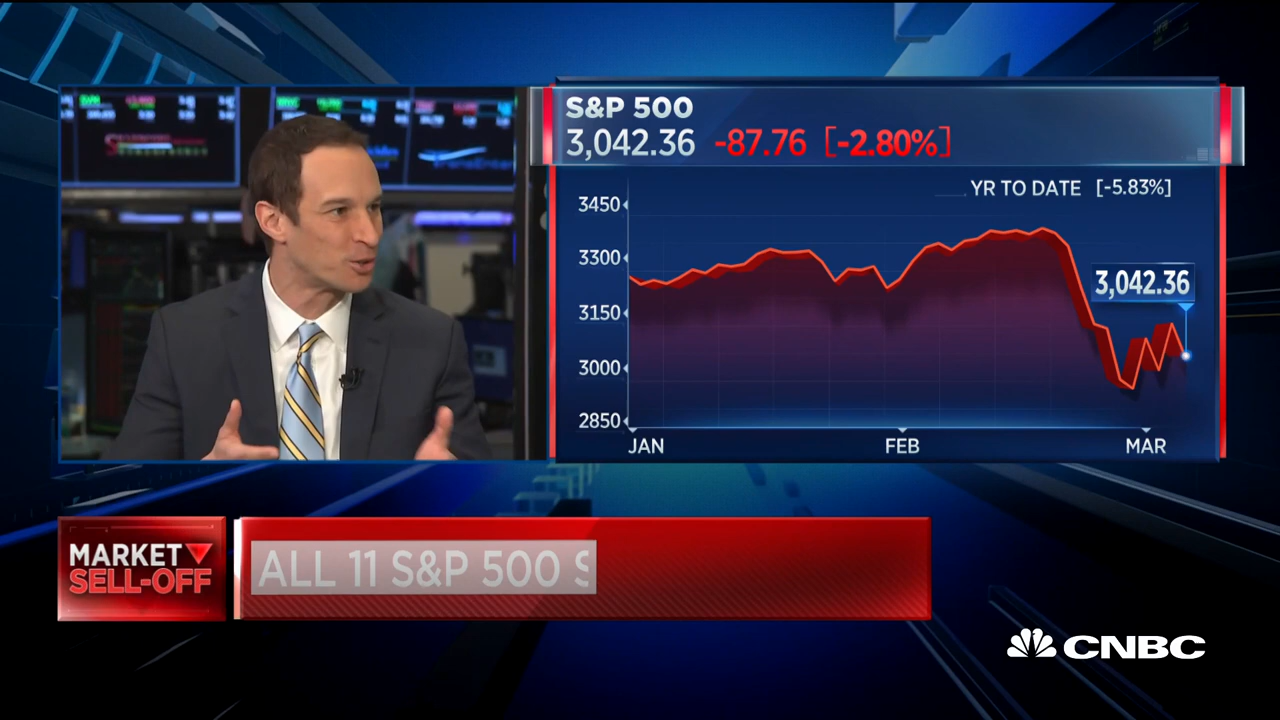 S&P 500
3,042.36 -87.76 [-2.80%]
YR TO DATE [-5.83%]
3450
3300
3150
3000
2850
3,042.36
JAN FEB MAR
MARKET
SELL-OFF
ALL 11 S&P 500 S
CNBC